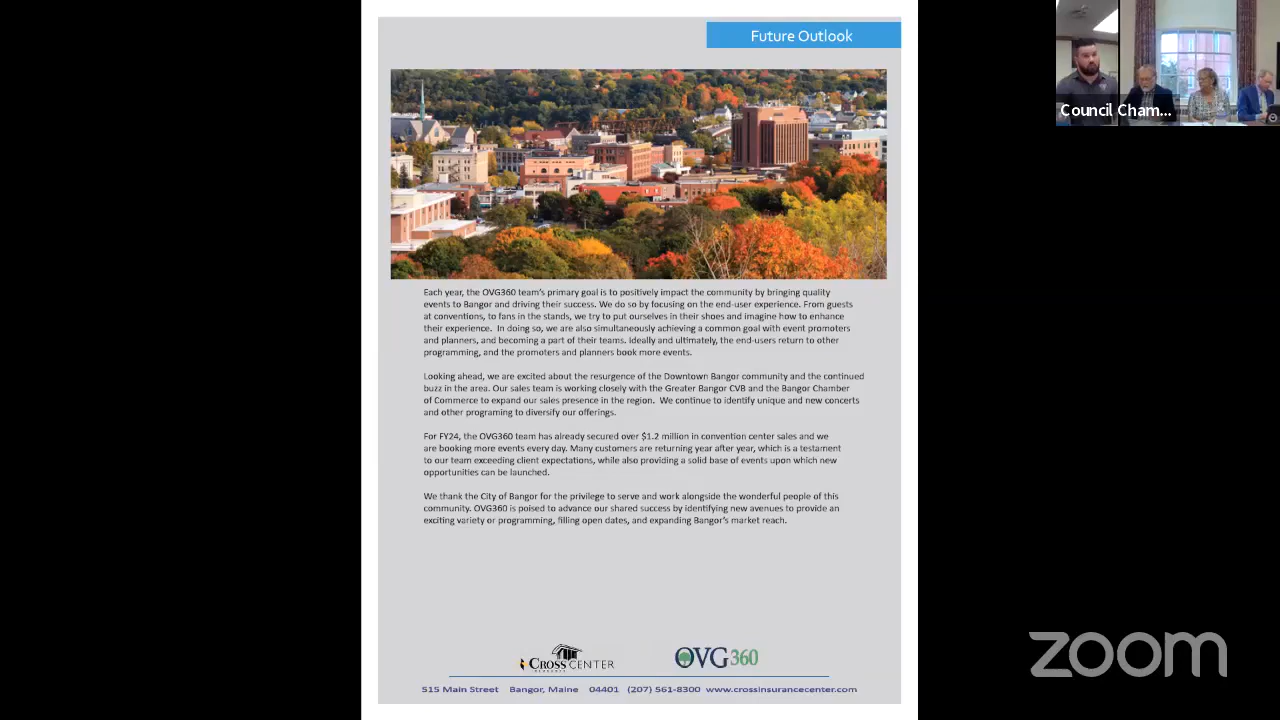 Future Outlook
Council Cham...
Each year, the OVG360 team's primary goal is to positively impact the community by bringing quality
events to Bangor and driving their success. We do so by focusing on the end-user experience. From guests
at conventions, to fans in the stands, we try to put ourselves in their shoes and imagine how to enhance
their experience. In doing so, we are also simultaneously achieving a common goal with event promoters
and planners, and becoming a part of their teams. Ideally and ultimately, the end-users return to other
programming, and the promoters and planners book more events.
Looking ahead, we are excited about the resurgence of the Downtown Bangor community and the continued
buzz in the area. Our sales team is working closely with the Greater Bangor CVB and the Bangor Chamber
of Commerce to expand our sales presence in the region. We continue to identify unique and new concerts
and other programing to diversify our offerings.
For FY24, the OVG360 team has already secured over $1.2 million in convention center sales and we
are booking more events every day. Many customers are returning year after year, which is a testament
to our team exceeding client expectations, while also providing a solid base of events upon which new
opportunities can be launched.
We thank the City of Bangor for the privilege to serve and work alongside the wonderful people of this
community. OVG360 is poised to advance our shared success by identifying new avenues to provide an
exciting variety or programming, filling open dates, and expanding Bangor's market reach.
CROSS CENTER
INSURANCE
OVG360
515 Main Street Bangor, Maine 04401 (207) 561-8300 www.crossinsurancecenter.com
zoom